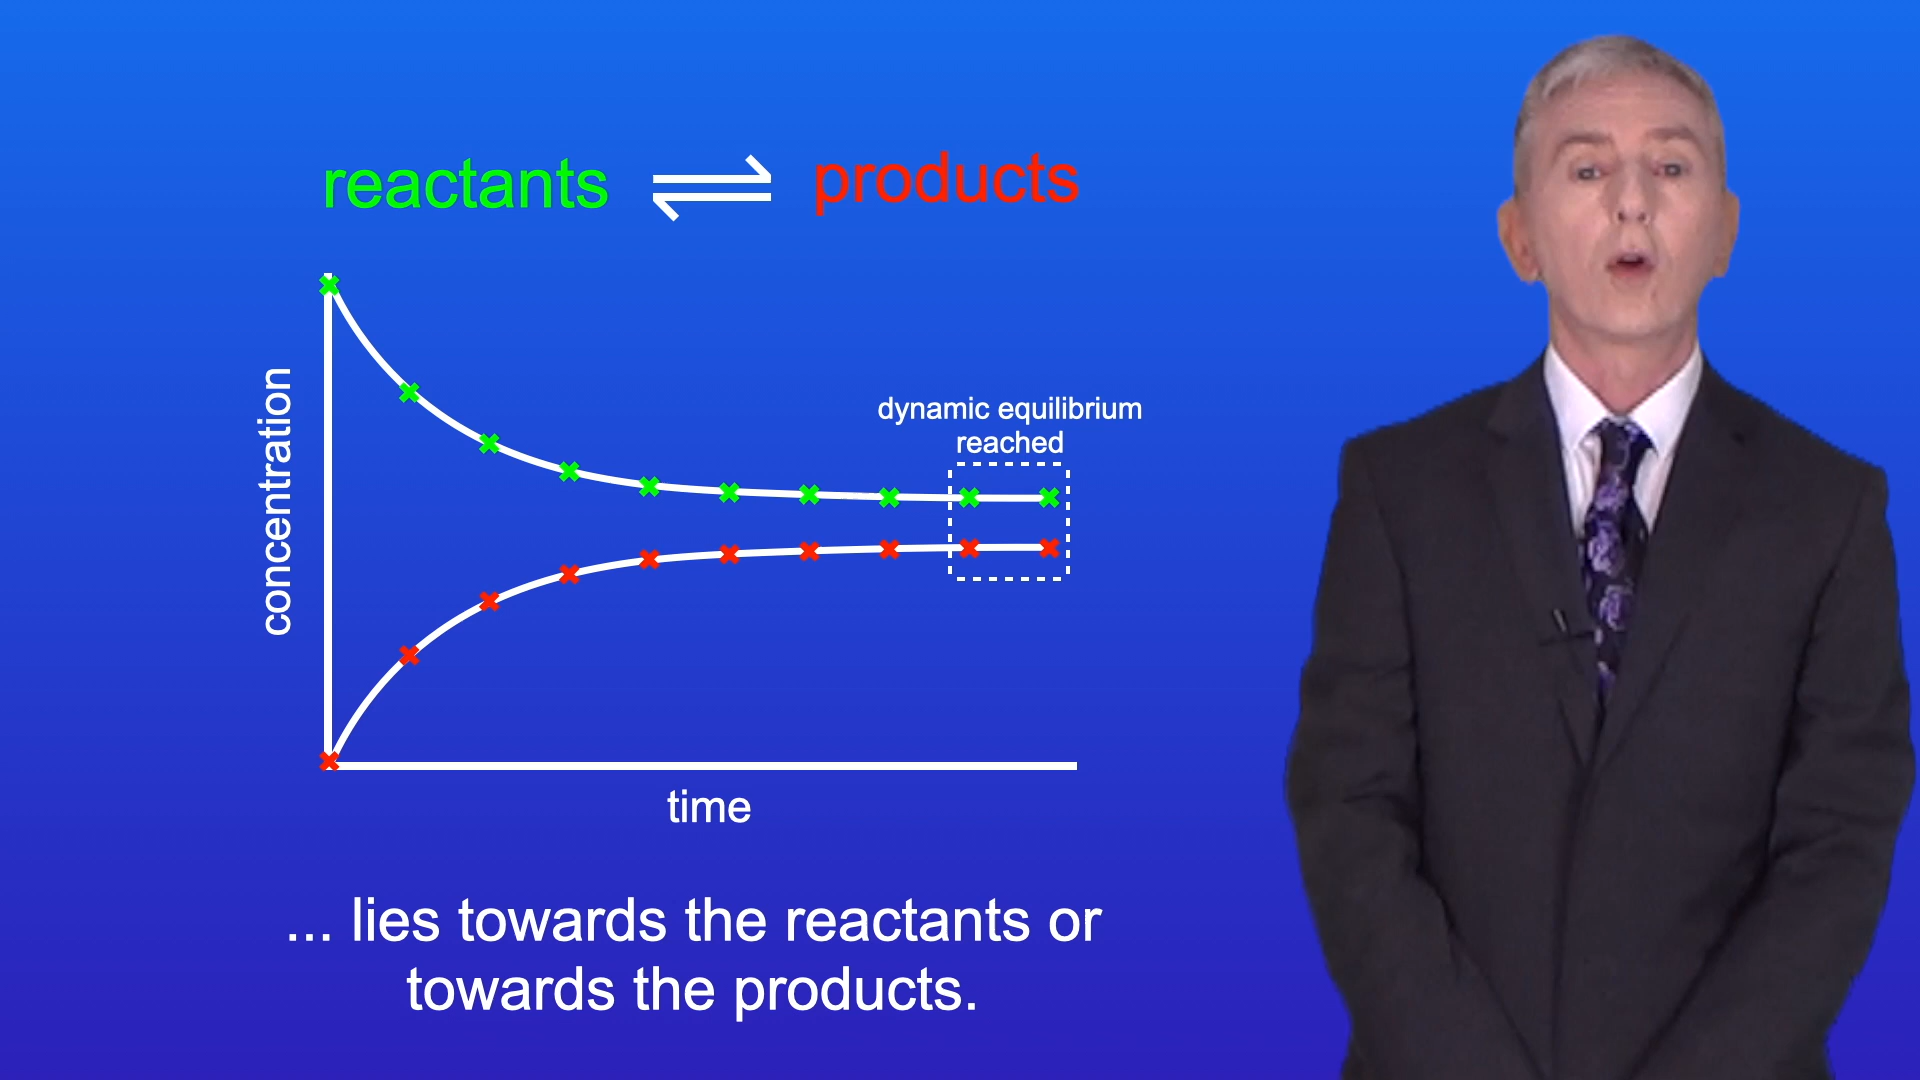 reactants ⇌ products
concentration
dynamic equilibrium
reached
time
... lies towards the reactants or
towards the products.